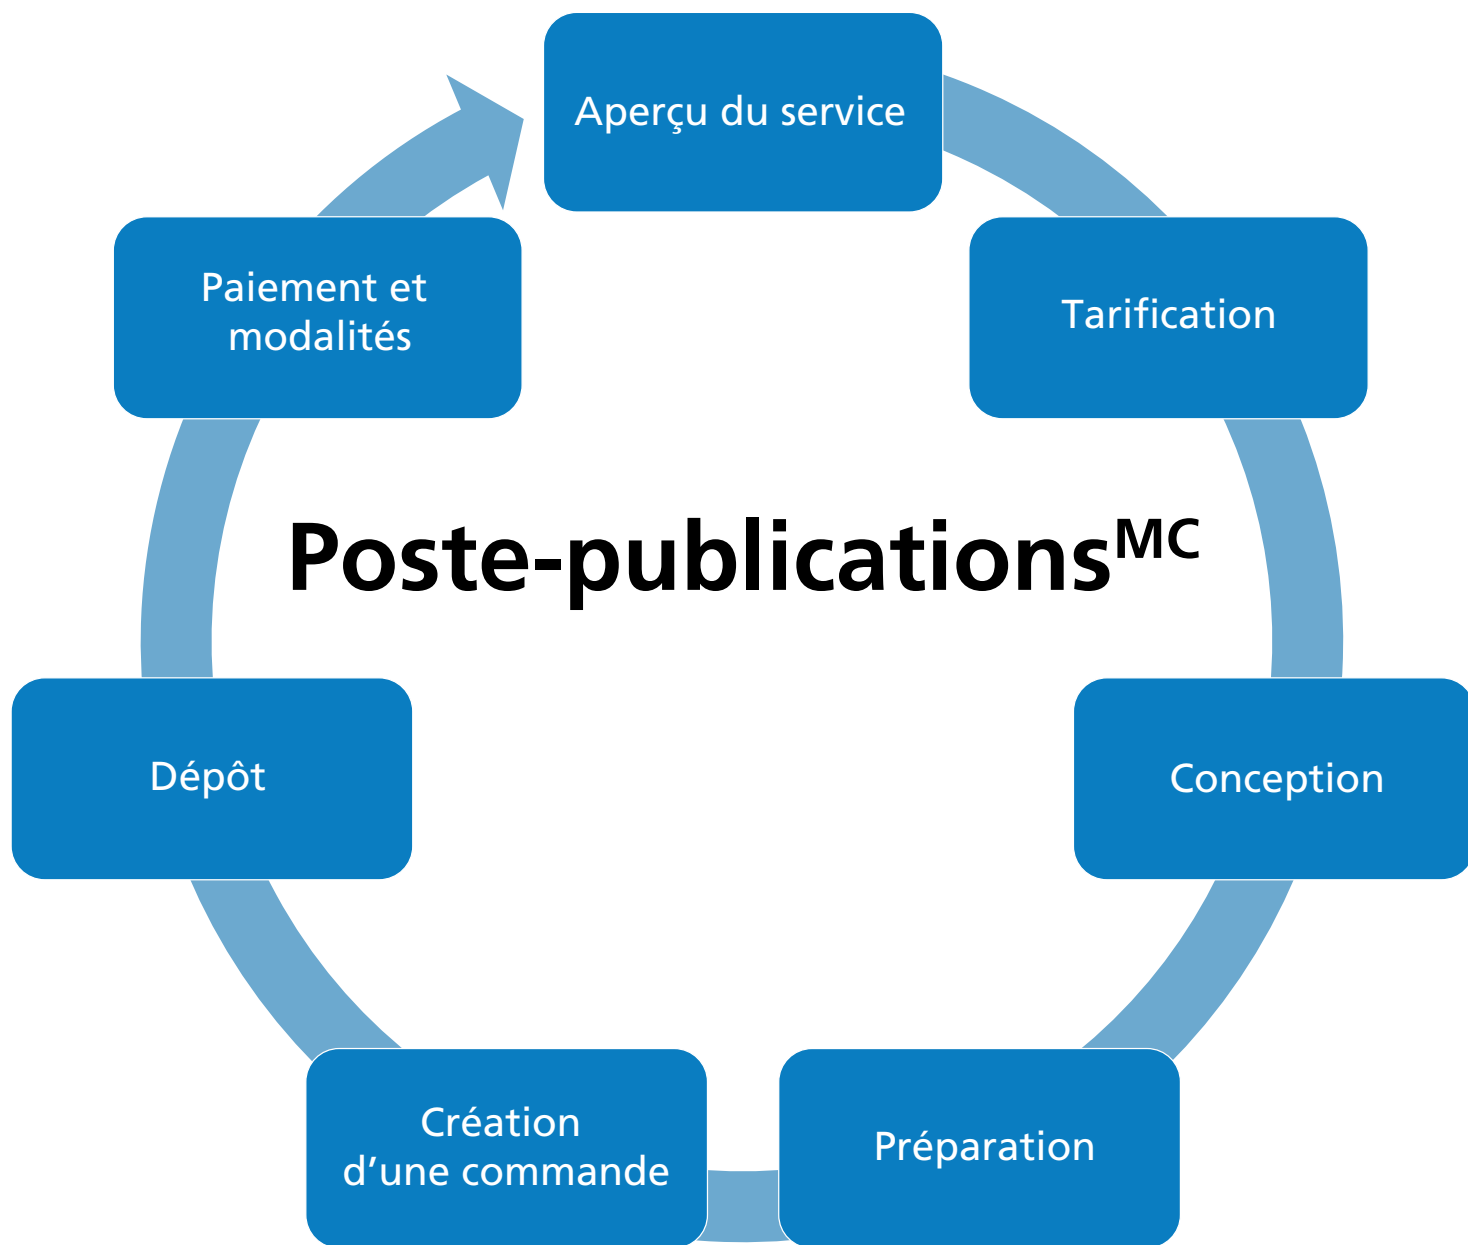 Aperçu du service
Tarification
Conception
Préparation
Création
d’une commande
Dépôt
Paiement et
modalités
Poste-publicationsMC